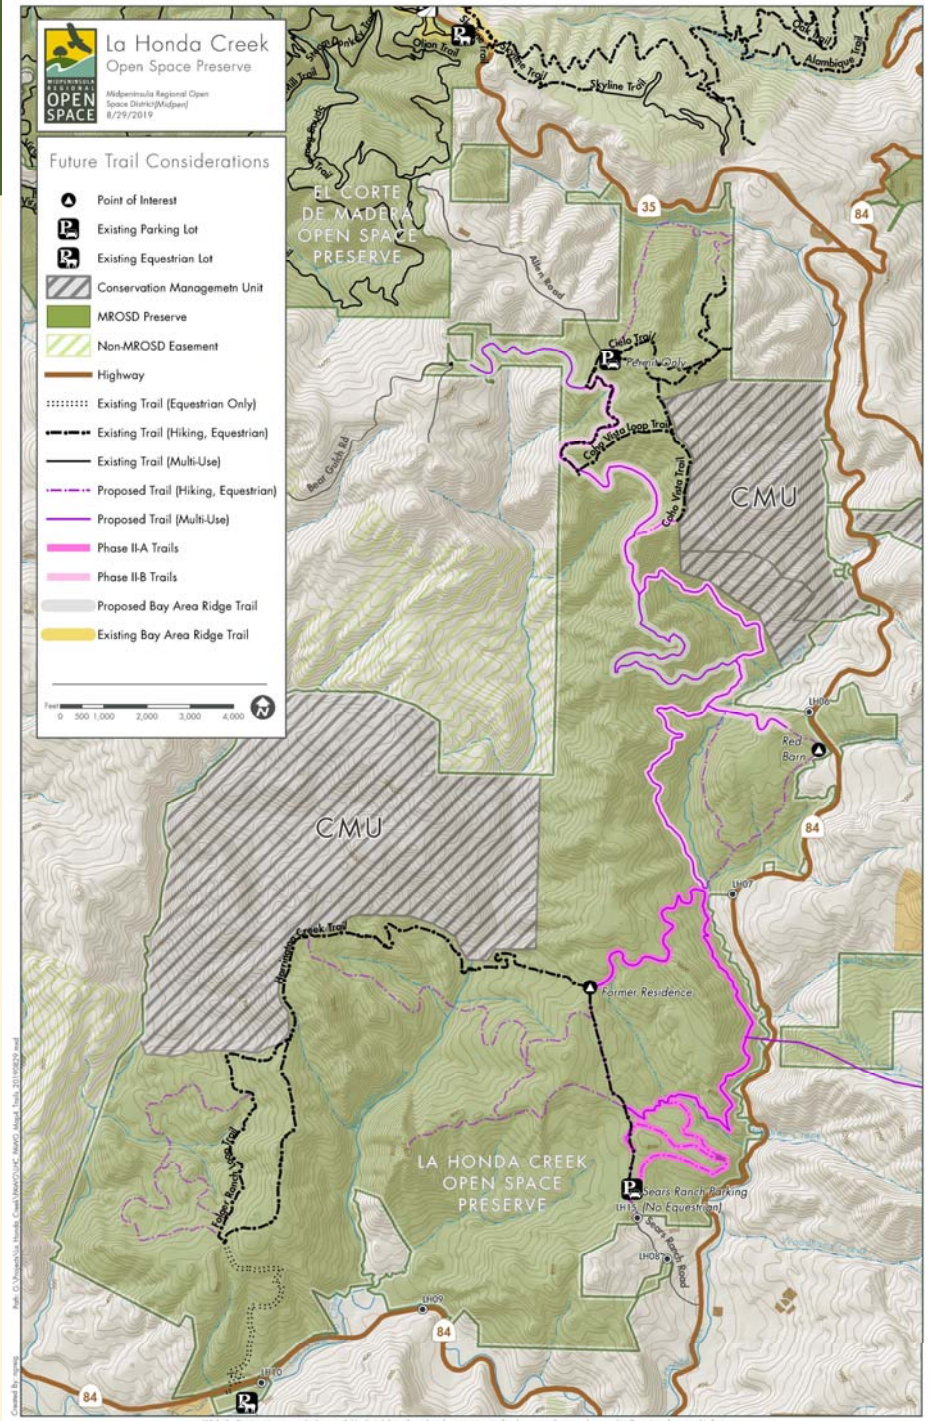 La Honda Creek
Open Space Preserve
MIDPENINSULA
REGIONAL
OPEN
SPACE
Midpeninsula Regional Open
Space District(Midpen)
8/29/2019
Future Trail Considerations
Point of Interest
Existing Parking Lot
Existing Equestrian Lot
Conservation Managemetn Unit
MROSD Preserve
Non-MROSD Easement
Highway
Existing Trail (Equestrian Only)
Existing Trail (Hiking, Equestrian)
Existing Trail (Multi-Use)
Proposed Trail (Hiking, Equestrian)
Proposed Trail (Multi-Use)
Phase II-A Trails
Phase II-B Trails
Proposed Bay Area Ridge Trail
Existing Bay Area Ridge Trail
Feet
0 500 1,000 2,000 3,000 4,000
N
Oljon Trail
Skyline Trail
Skyline Trail
Oak Trail
Alambique Trail
EL CORTE
DE MADERA
OPEN SPACE
PRESERVE
35
84
Allen Road
Cielo Trail
Permit Only
Coho Vista Loop Trail
Coho Vista Trail
Bear Gulch Rd
CMU
LH06
Red
Barn
84
CMU
LH07
Harrington Creek Trail
Former Residence
Folger Ranch Loop Trail
LA HONDA CREEK
OPEN SPACE
PRESERVE
Sears Ranch Parking
(No Equestrian)
LH15
Sears Ranch Road
LH08
LH09
84
LH10
84